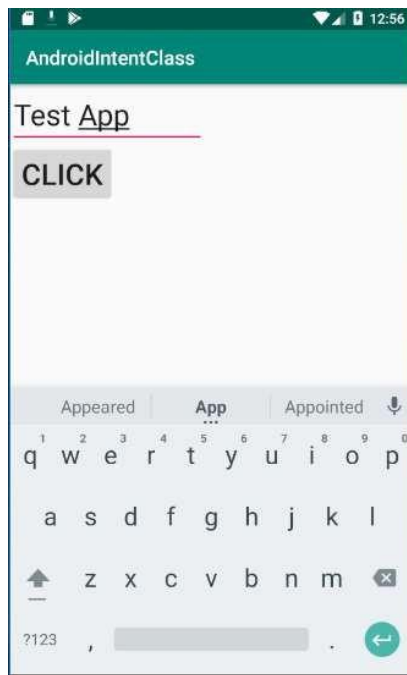 12:56
AndroidIntentClass
Test App
CLICK
Appeared App Appointed
1 2 3 4 5 6 7 8 9 0
q w e r t y u i o p
a s d f g h j k l
z x c v b n m
?123 , .